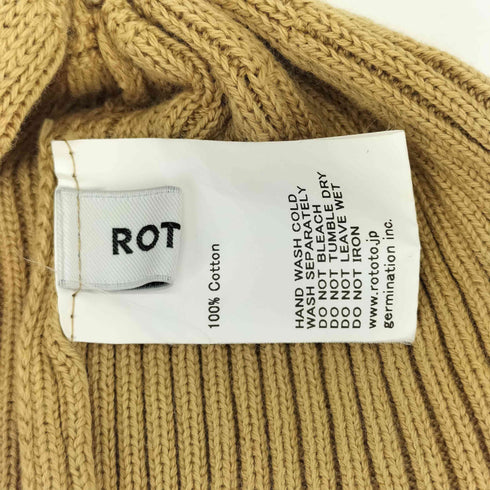 ROT
100% Cotton
HAND WASH COLD
WASH SEPARATELY
DO NOT BLEACH
DO NOT TUMBLE DRY
DO NOT LEAVE WET
DO NOT IRON
www.rototo.jp
germination inc.